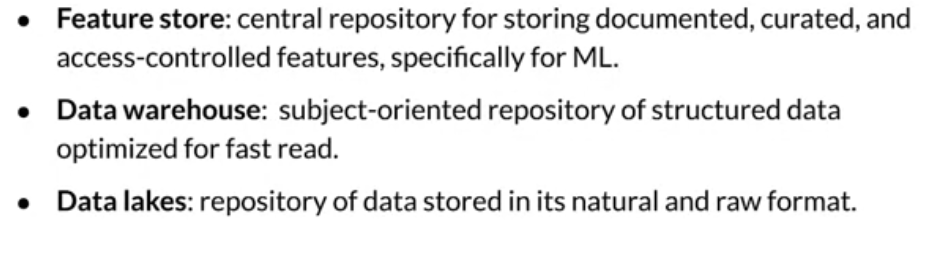 • Feature store: central repository for storing documented, curated, and
access-controlled features, specifically for ML.
• Data warehouse: subject-oriented repository of structured data
optimized for fast read.
• Data lakes: repository of data stored in its natural and raw format.